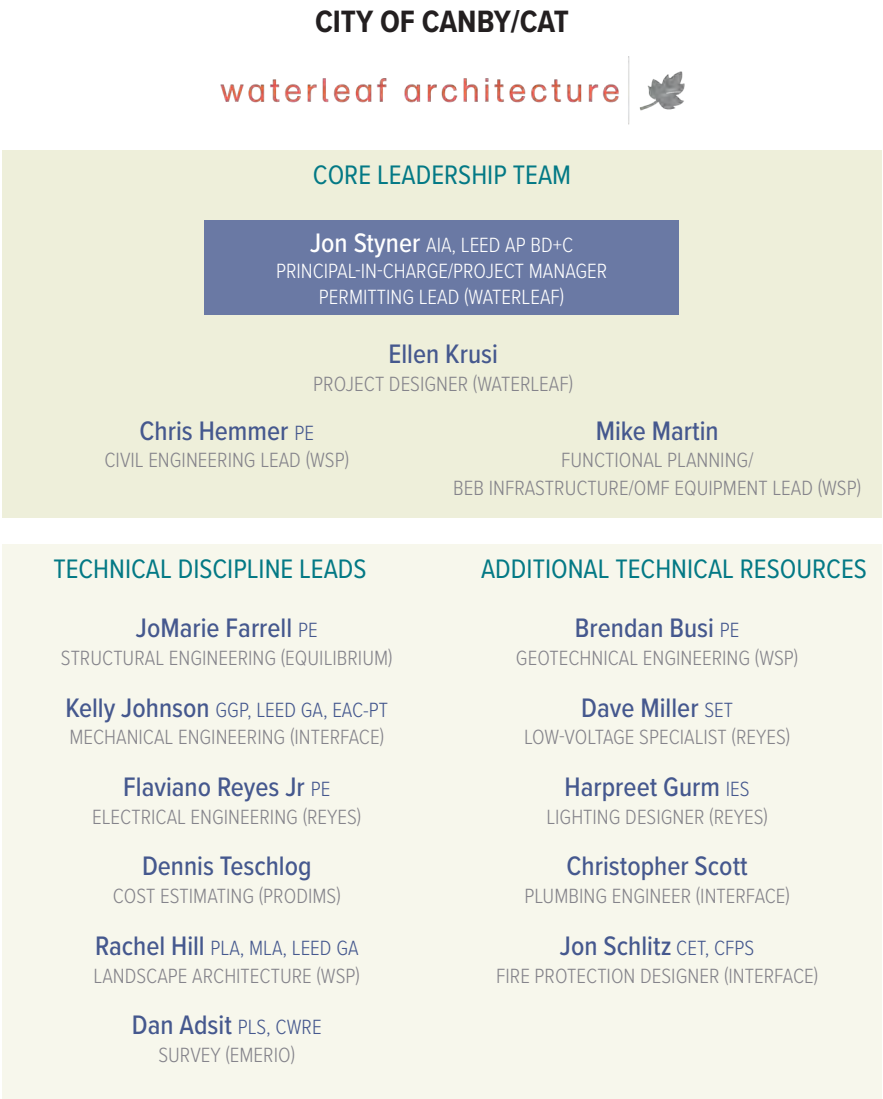 CITY OF CANBY/CAT
waterleaf architecture
CORE LEADERSHIP TEAM
Jon Styner AIA, LEED AP BD+C
PRINCIPAL-IN-CHARGE/PROJECT MANAGER
PERMITTING LEAD (WATERLEAF)
Ellen Krusi
PROJECT DESIGNER (WATERLEAF)
Chris Hemmer PE
CIVIL ENGINEERING LEAD (WSP)
Mike Martin
FUNCTIONAL PLANNING/
BEB INFRASTRUCTURE/OMF EQUIPMENT LEAD (WSP)
TECHNICAL DISCIPLINE LEADS
JoMarie Farrell PE
STRUCTURAL ENGINEERING (EQUILIBRIUM)
Kelly Johnson GGP, LEED GA, EAC-PT
MECHANICAL ENGINEERING (INTERFACE)
Flaviano Reyes Jr PE
ELECTRICAL ENGINEERING (REYES)
Dennis Teschlog
COST ESTIMATING (PRODIMS)
Rachel Hill PLA, MLA, LEED GA
LANDSCAPE ARCHITECTURE (WSP)
Dan Adsit PLS, CWRE
SURVEY (EMERIO)
ADDITIONAL TECHNICAL RESOURCES
Brendan Busi PE
GEOTECHNICAL ENGINEERING (WSP)
Dave Miller SET
LOW-VOLTAGE SPECIALIST (REYES)
Harpreet Gurm IES
LIGHTING DESIGNER (REYES)
Christopher Scott
PLUMBING ENGINEER (INTERFACE)
Jon Schlitz CET, CFPS
FIRE PROTECTION DESIGNER (INTERFACE)